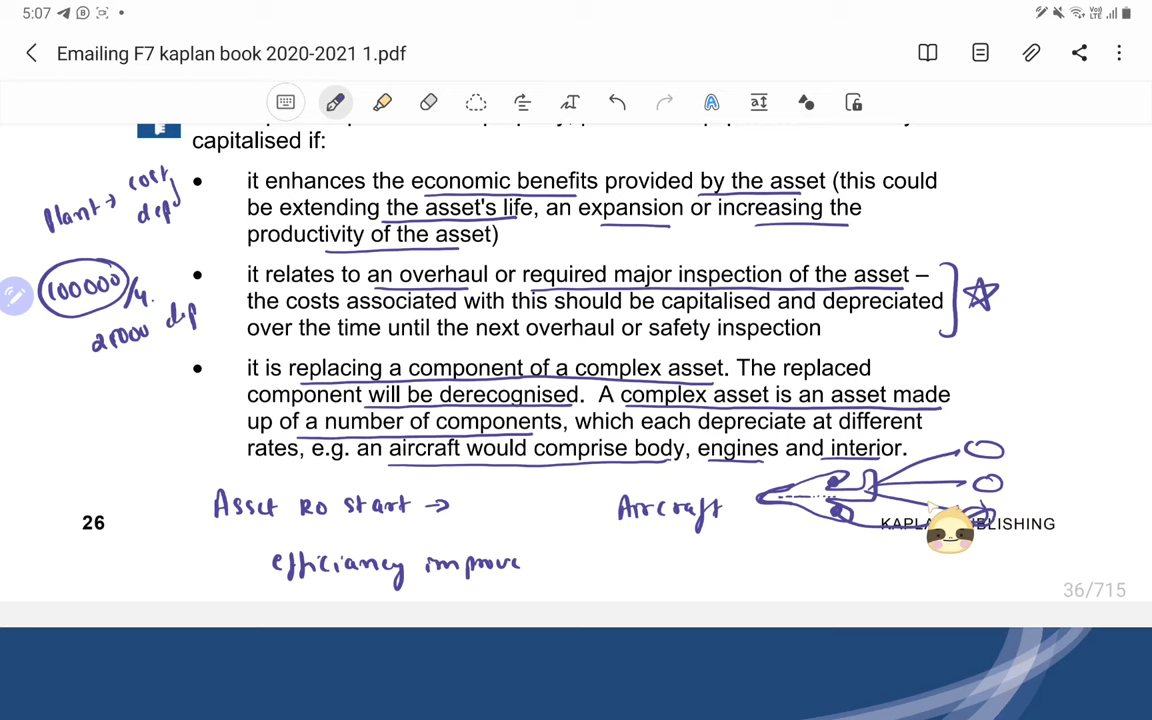 5:07
Emailing F7 kaplan book 2020-2021 1.pdf
capitalised if:
• it enhances the economic benefits provided by the asset (this could
be extending the asset's life, an expansion or increasing the
productivity of the asset)
Plant → cost
dep
• it relates to an overhaul or required major inspection of the asset –
the costs associated with this should be capitalised and depreciated
over the time until the next overhaul or safety inspection
100000/4.
25000 dep
• it is replacing a component of a complex asset. The replaced
component will be derecognised. A complex asset is an asset made
up of a number of components, which each depreciate at different
rates, e.g. an aircraft would comprise body, engines and interior.
Asset ko start →
Aircraft
efficiancy improve
26
KAPLAN PUBLISHING
36/715